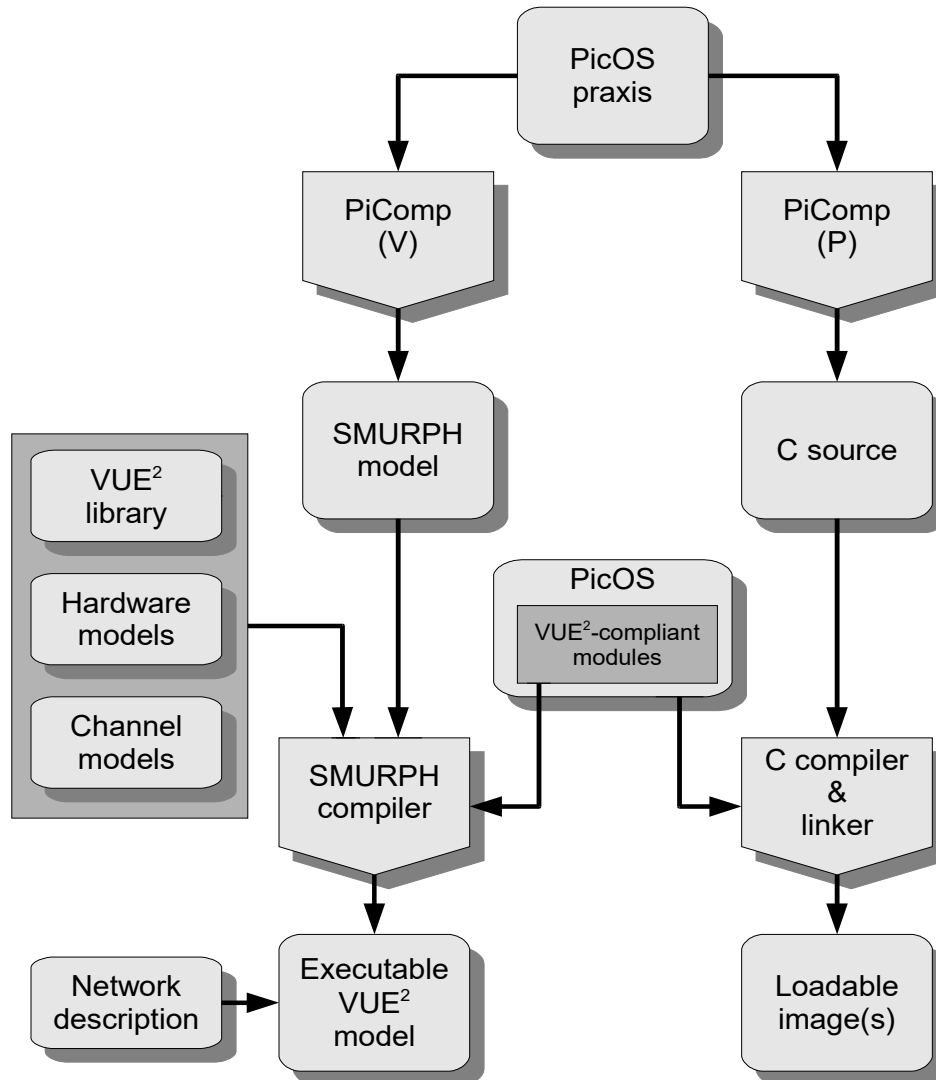 PicOS
praxis
PiComp
(V)
PiComp
(P)
SMURPH
model
C source
VUE²
library
Hardware
models
Channel
models
PicOS
VUE²-compliant
modules
SMURPH
compiler
C compiler
&
linker
Network
description
Executable
VUE²
model
Loadable
image(s)